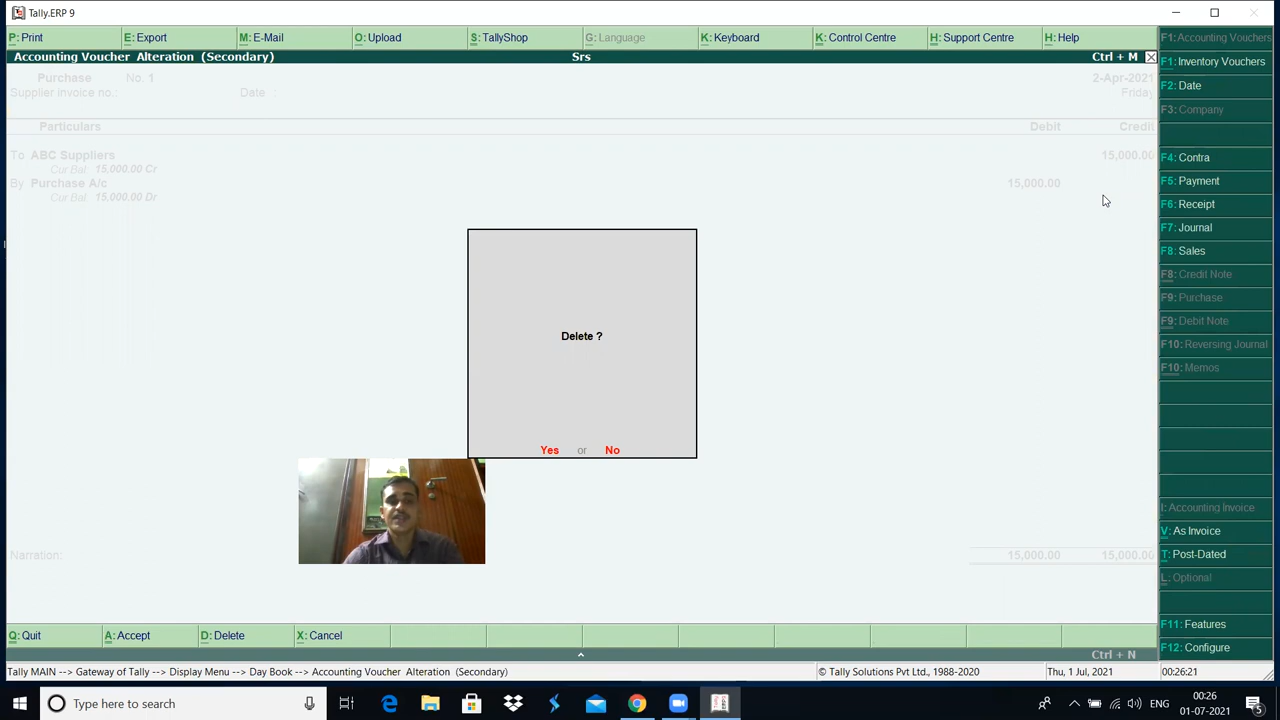 Tally.ERP 9
P: Print E: Export M: E-Mail O: Upload S: TallyShop G: Language K: Keyboard K: Control Centre H: Support Centre H: Help
Accounting Voucher Alteration (Secondary) Srs Ctrl + M
Purchase No. 1 2-Apr-2021
Supplier invoice no.: Date : Friday
Particulars Debit Credit
To ABC Suppliers 15,000.00
Cur Bal 15,000.00 Cr
By Purchase A/c 15,000.00
Cur Bal 15,000.00 Dr
Delete ?
Yes or No
Narration: 15,000.00 15,000.00
F1: Accounting Vouchers
F1: Inventory Vouchers
F2: Date
F3: Company
F4: Contra
F5: Payment
F6: Receipt
F7: Journal
F8: Sales
F8: Credit Note
F9: Purchase
F9: Debit Note
F10: Reversing Journal
F10: Memos
I: Accounting Invoice
V: As Invoice
T: Post-Dated
L: Optional
F11: Features
F12: Configure
Q: Quit A: Accept D: Delete X: Cancel
Ctrl + N
Tally MAIN --> Gateway of Tally --> Display Menu --> Day Book --> Accounting Voucher Alteration (Secondary) © Tally Solutions Pvt Ltd., 1988-2020 Thu, 1 Jul, 2021 00:26:21
Type here to search ENG 00:26
01-07-2021 5